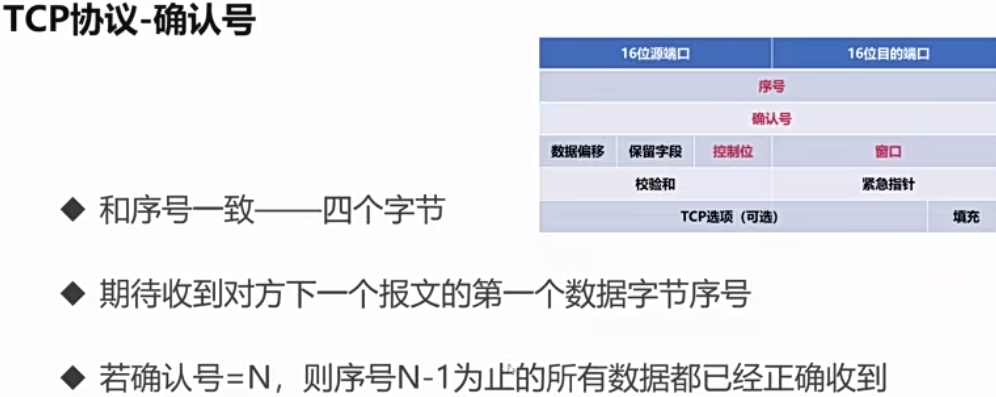 TCP协议-确认号
16位源端口 16位目的端口
序号
确认号
数据偏移 保留字段 控制位 窗口
校验和 紧急指针
TCP选项（可选） 填充
◆ 和序号一致——四个字节
◆ 期待收到对方下一个报文的第一个数据字节序号
◆ 若确认号=N，则序号N-1为止的所有数据都已经正确收到